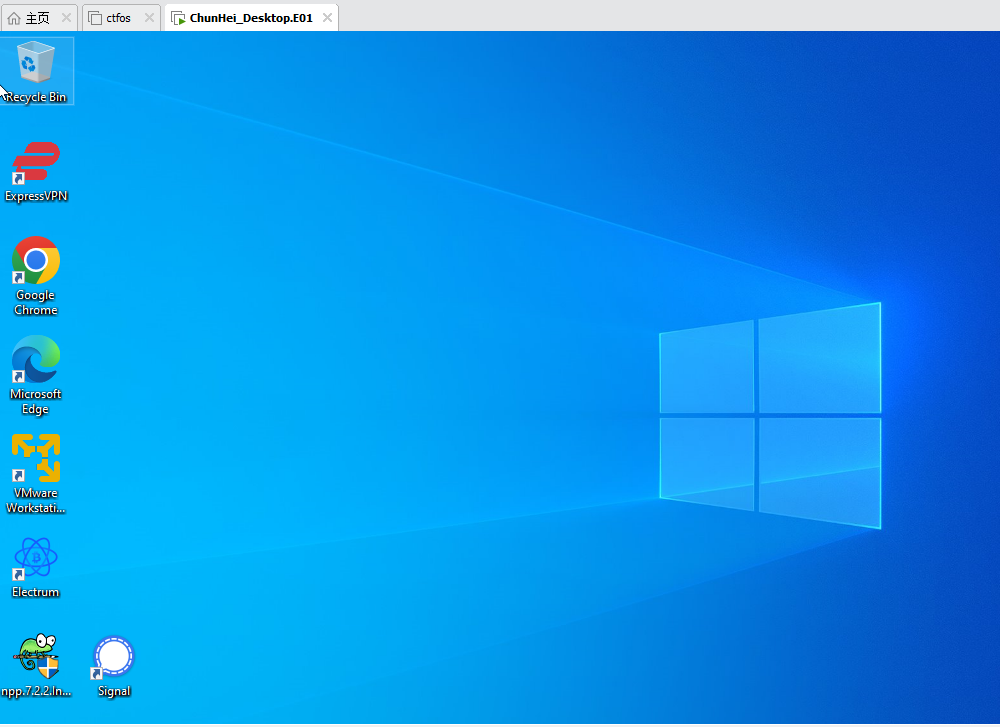 主页
ctfos
ChunHei_Desktop.E01
Recycle Bin
ExpressVPN
Google
Chrome
Microsoft
Edge
VMware
Workstati...
Electrum
npp.7.2.2.In...
Signal